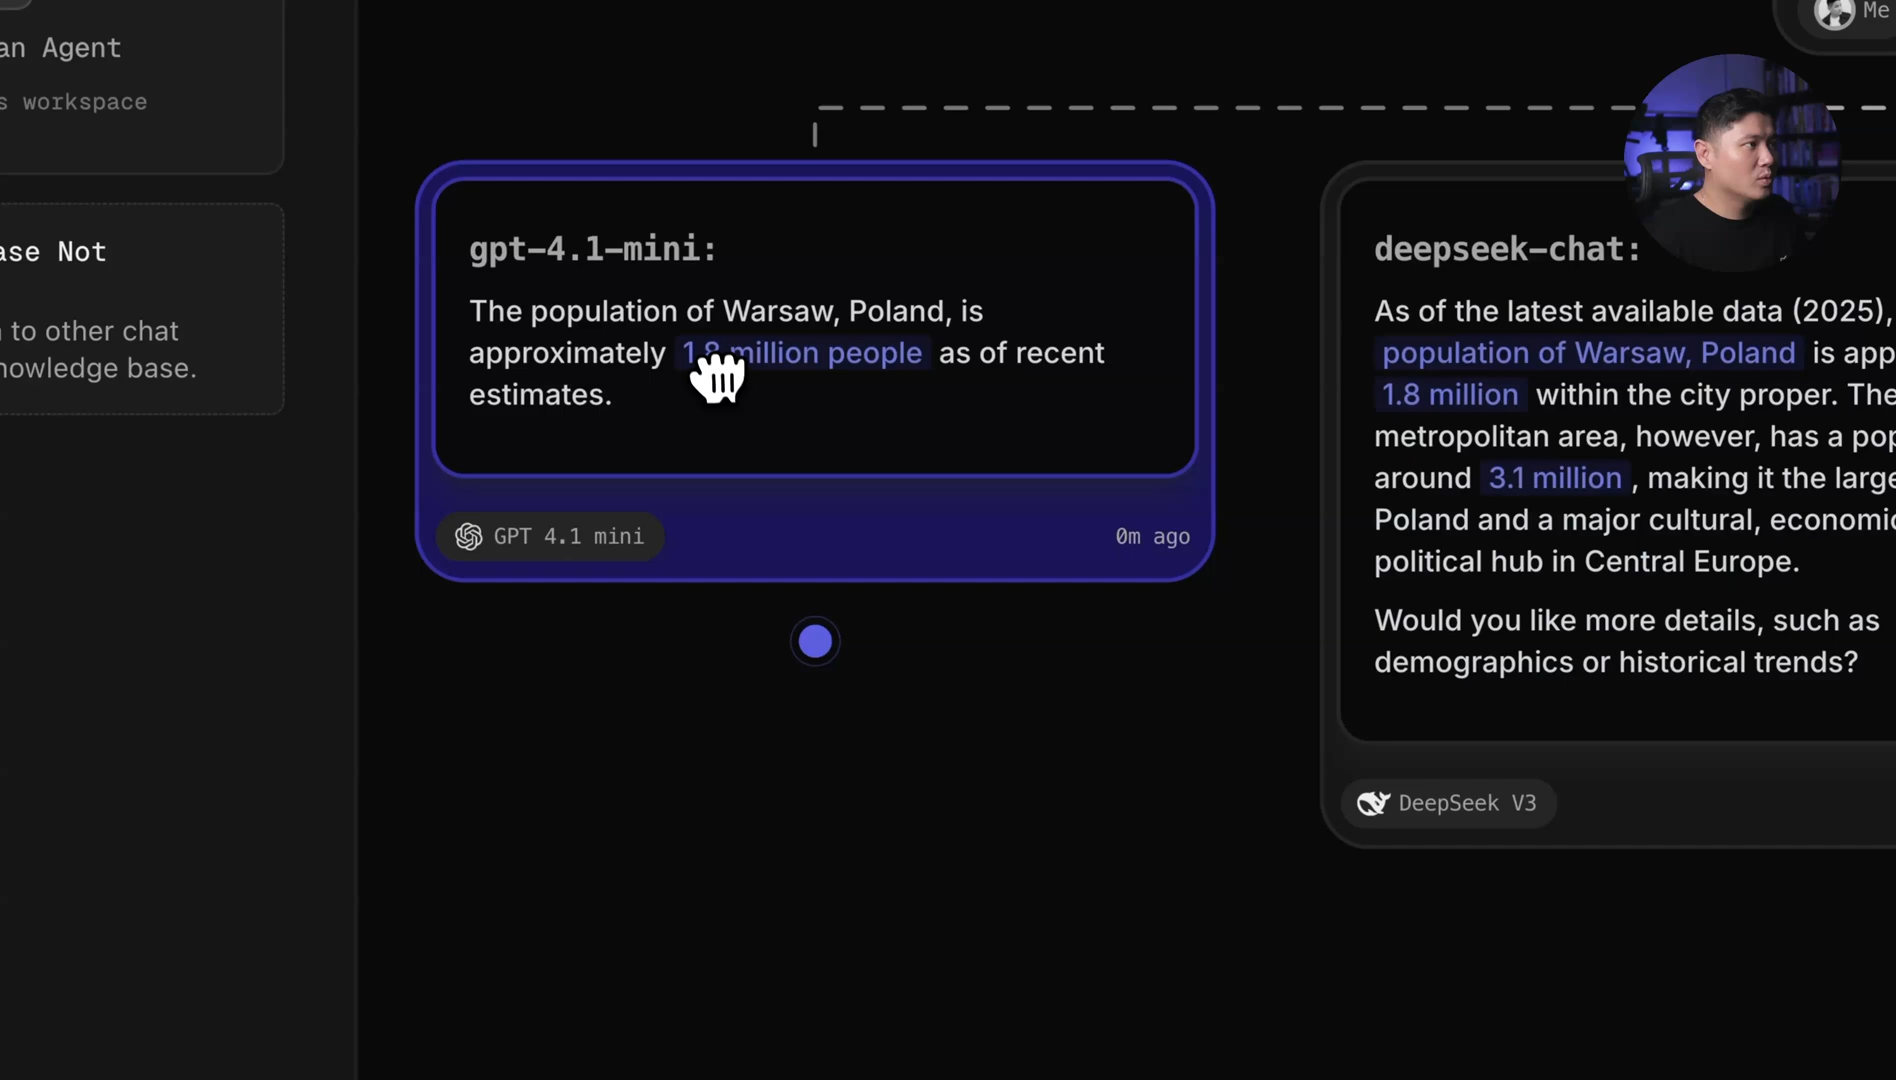 an Agent
s workspace
ase Not
to other chat
nowledge base.
Me
gpt-4.1-mini:
The population of Warsaw, Poland, is
approximately 1.8 million people as of recent
estimates.
GPT 4.1 mini
0m ago
deepseek-chat:
As of the latest available data (2025),
population of Warsaw, Poland is app
1.8 million within the city proper. The
metropolitan area, however, has a pop
around 3.1 million, making it the large
Poland and a major cultural, economic
political hub in Central Europe.
Would you like more details, such as
demographics or historical trends?
DeepSeek V3